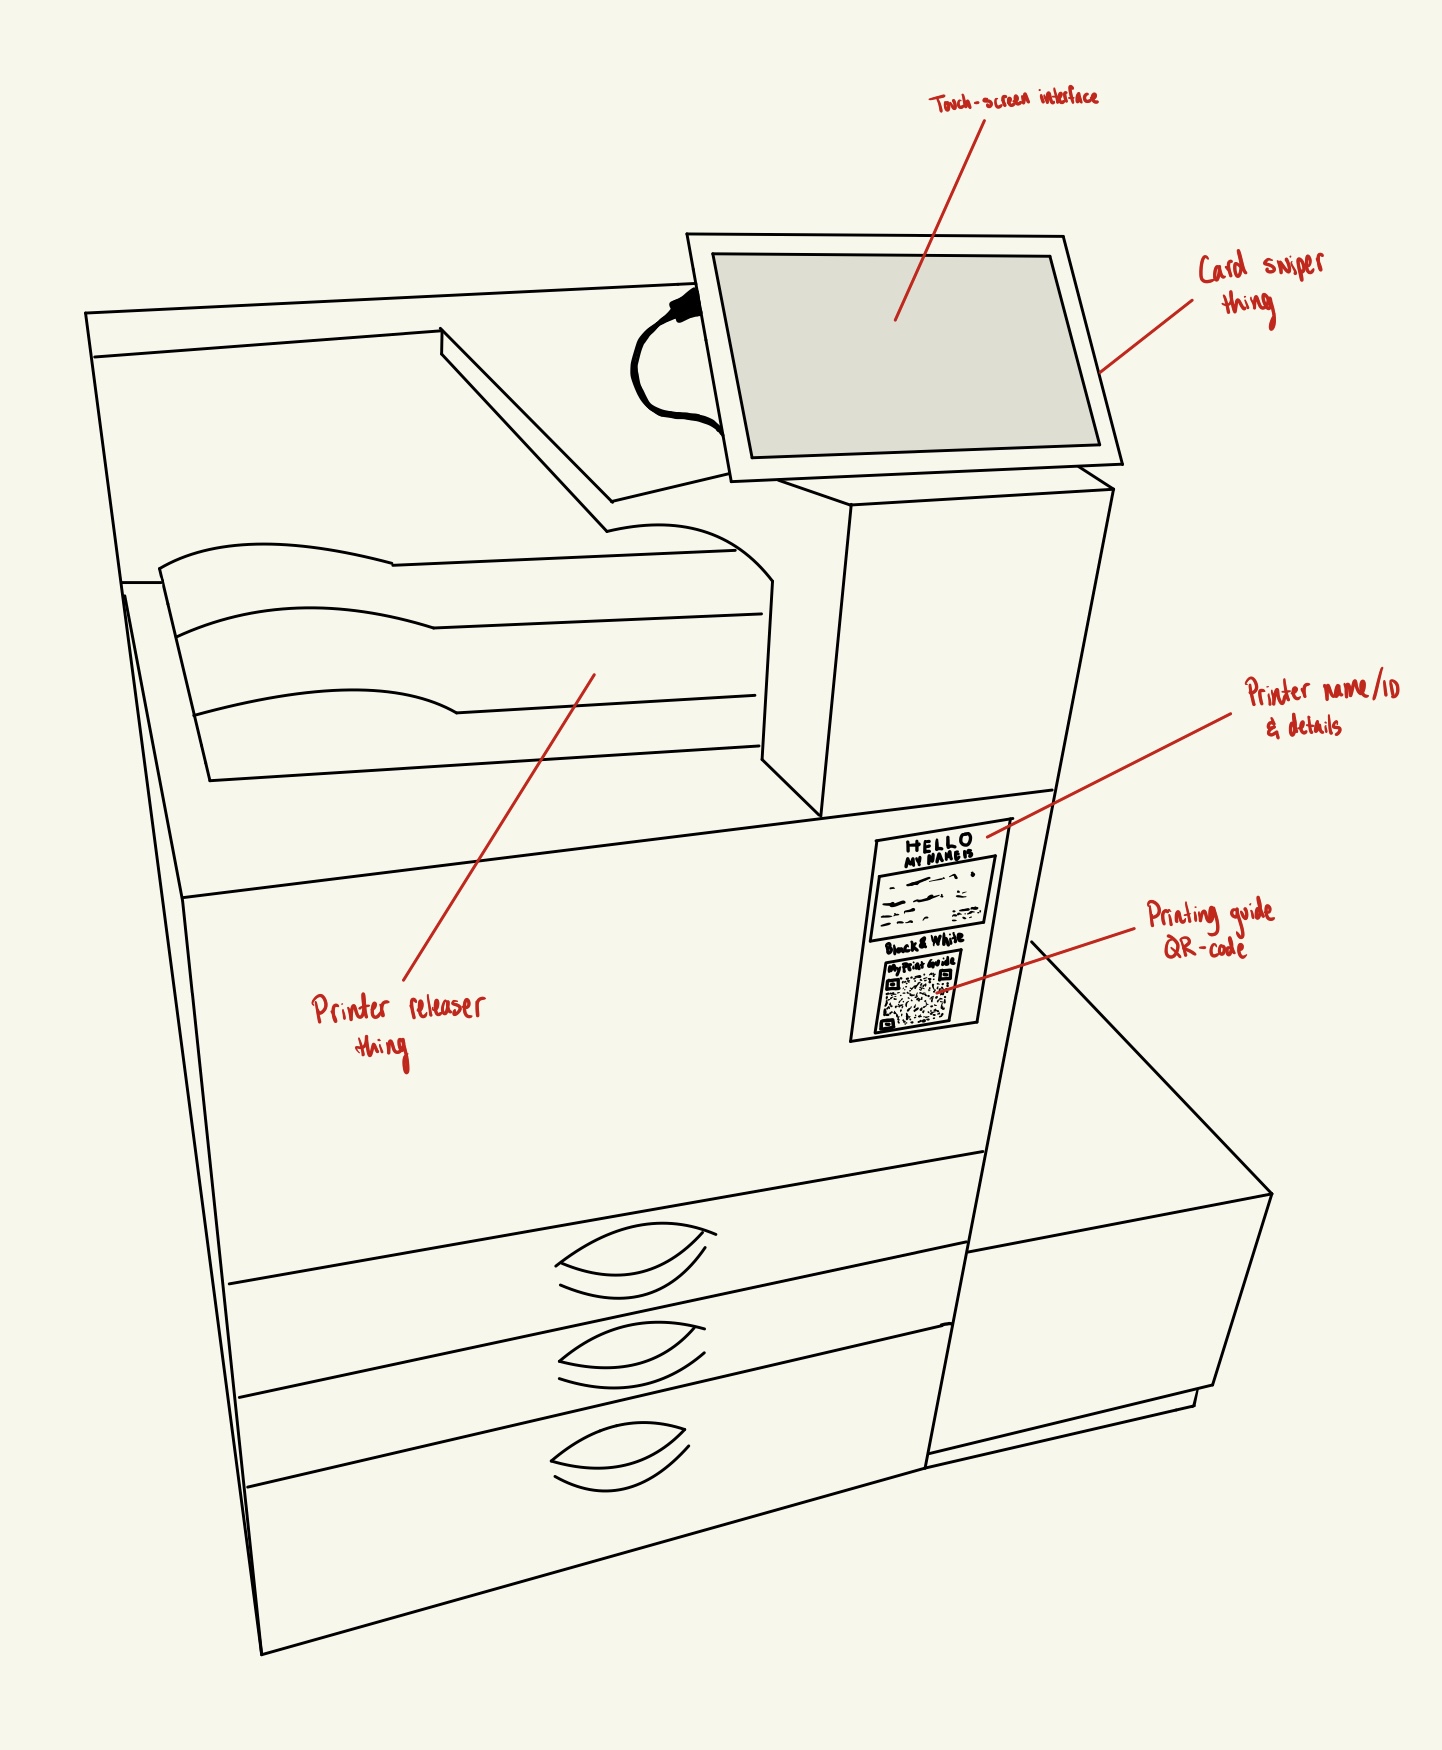 Touch-screen interface
Card swiper
thing
Printer name/ID
& details
HELLO
MY NAME IS
Black & White
My Print Guide
Printing guide
QR-code
Printer releaser
thing